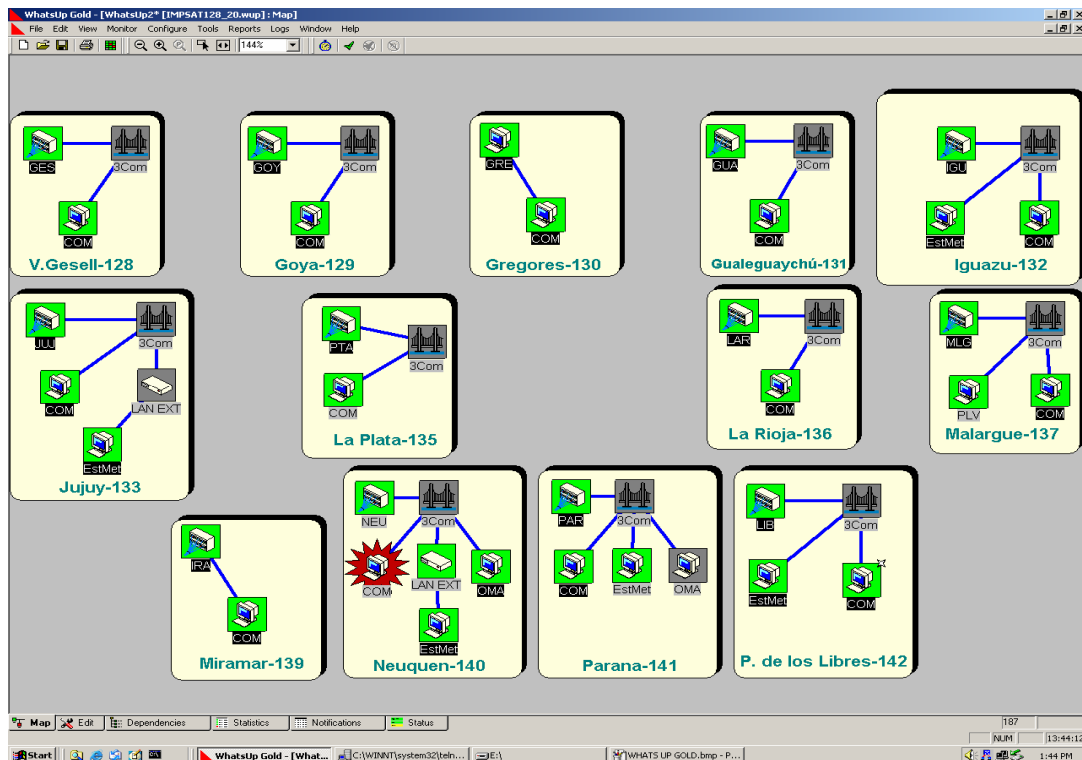 WhatsUp Gold - [WhatsUp2* [IMPSAT128_20.wup] : Map]
File Edit View Monitor Configure Tools Reports Logs Window Help
144%
GES 3Com
COM
V.Gesell-128
GOY 3Com
COM
Goya-129
GRE
COM
Gregores-130
GUA 3Com
COM
Gualeguaychú-131
IGU 3Com
EstMet COM
Iguazu-132
JUJ 3Com
COM LAN EXT
EstMet
Jujuy-133
PTA 3Com
COM
La Plata-135
LAR 3Com
COM
La Rioja-136
MLG 3Com
PLV COM
Malargue-137
IRA
COM
Miramar-139
NEU 3Com
COM LAN EXT OMA
EstMet
Neuquen-140
PAR 3Com
COM EstMet OMA
Parana-141
LIB 3Com
EstMet COM
P. de los Libres-142
Map Edit Dependencies Statistics Notifications Status 187
NUM 13:44:12
Start WhatsUp Gold - [What... C:\WINNT\system32\teln... E:\ WHATS UP GOLD.bmp - P... 1:44 PM